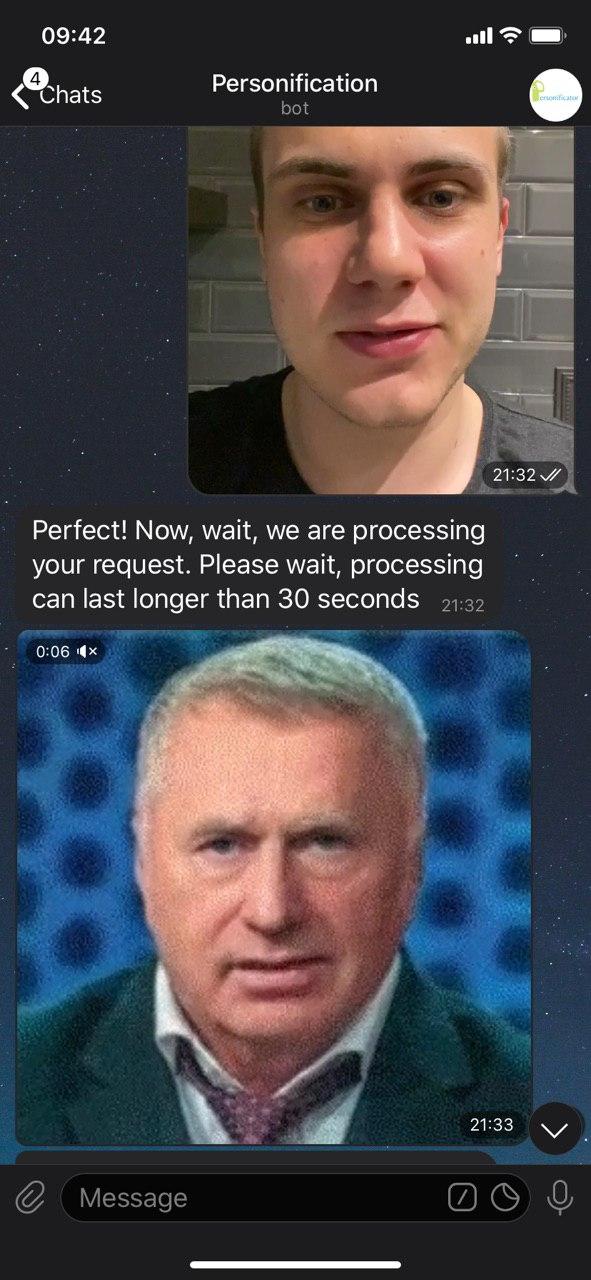 09:42
4
Chats
Personification
bot
Personificator
21:32
Perfect! Now, wait, we are processing
your request. Please wait, processing
can last longer than 30 seconds
21:32
0:06
21:33
Message